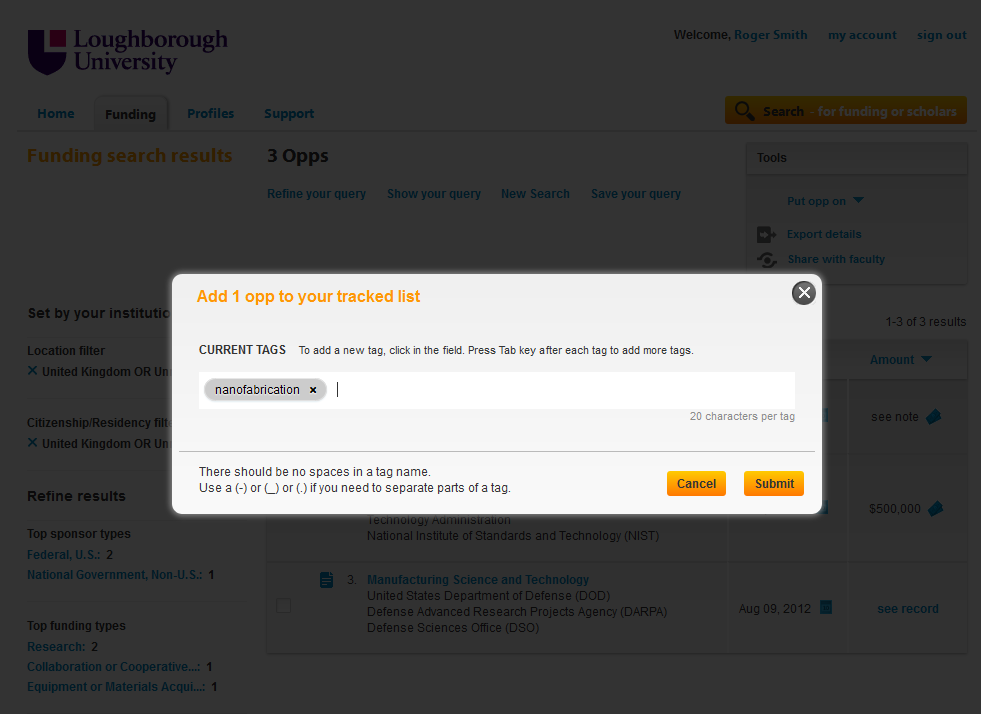 Loughborough
University
Welcome, Roger Smith my account sign out
Home Funding Profiles Support
Search - for funding or scholars
Funding search results
3 Opps
Refine your query Show your query New Search Save your query
Tools
Put opp on
Export details
Share with faculty
Set by your institutio
1-3 of 3 results
Location filter
United Kingdom OR Un
Citizenship/Residency filte
United Kingdom OR Un
Amount
see note
Add 1 opp to your tracked list
CURRENT TAGS To add a new tag, click in the field. Press Tab key after each tag to add more tags.
nanofabrication ×
20 characters per tag
There should be no spaces in a tag name.
Use a (-) or (_) or (.) if you need to separate parts of a tag.
Cancel Submit
Refine results
Top sponsor types
Federal, U.S.: 2
National Government, Non-U.S.: 1
Top funding types
Research: 2
Collaboration or Cooperative...: 1
Equipment or Materials Acqui...: 1
Technology Administration
National Institute of Standards and Technology (NIST)
$500,000
3. Manufacturing Science and Technology
United States Department of Defense (DOD)
Defense Advanced Research Projects Agency (DARPA)
Defense Sciences Office (DSO)
Aug 09, 2012
see record